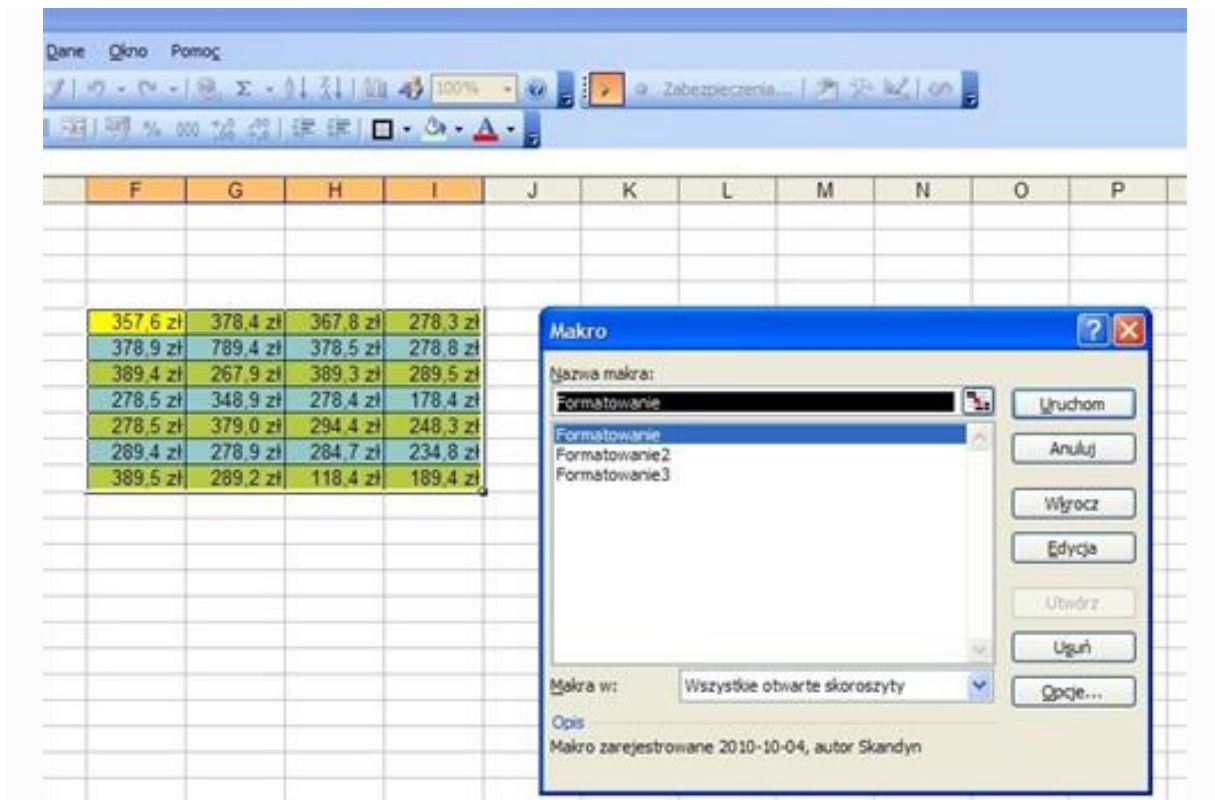 Dane Okno Pomoc
100% Zabezpieczenia...
% 000
F G H I J K L M N O P
357,6 zł 378,4 zł 367,8 zł 278,3 zł
378,9 zł 789,4 zł 378,5 zł 278,8 zł
389,4 zł 267,9 zł 389,3 zł 289,5 zł
278,5 zł 348,9 zł 278,4 zł 178,4 zł
278,5 zł 379,0 zł 294,4 zł 248,3 zł
289,4 zł 278,9 zł 284,7 zł 234,8 zł
389,5 zł 289,2 zł 118,4 zł 189,4 zł
Makro
Nazwa makra:
Formatowanie
Formatowanie
Formatowanie2
Formatowanie3
Uruchom
Anuluj
Wkrocz
Edycja
Utwórz
Usuń
Opcje...
Makra w: Wszystkie otwarte skoroszyty
Opis
Makro zarejestrowane 2010-10-04, autor Skandyn